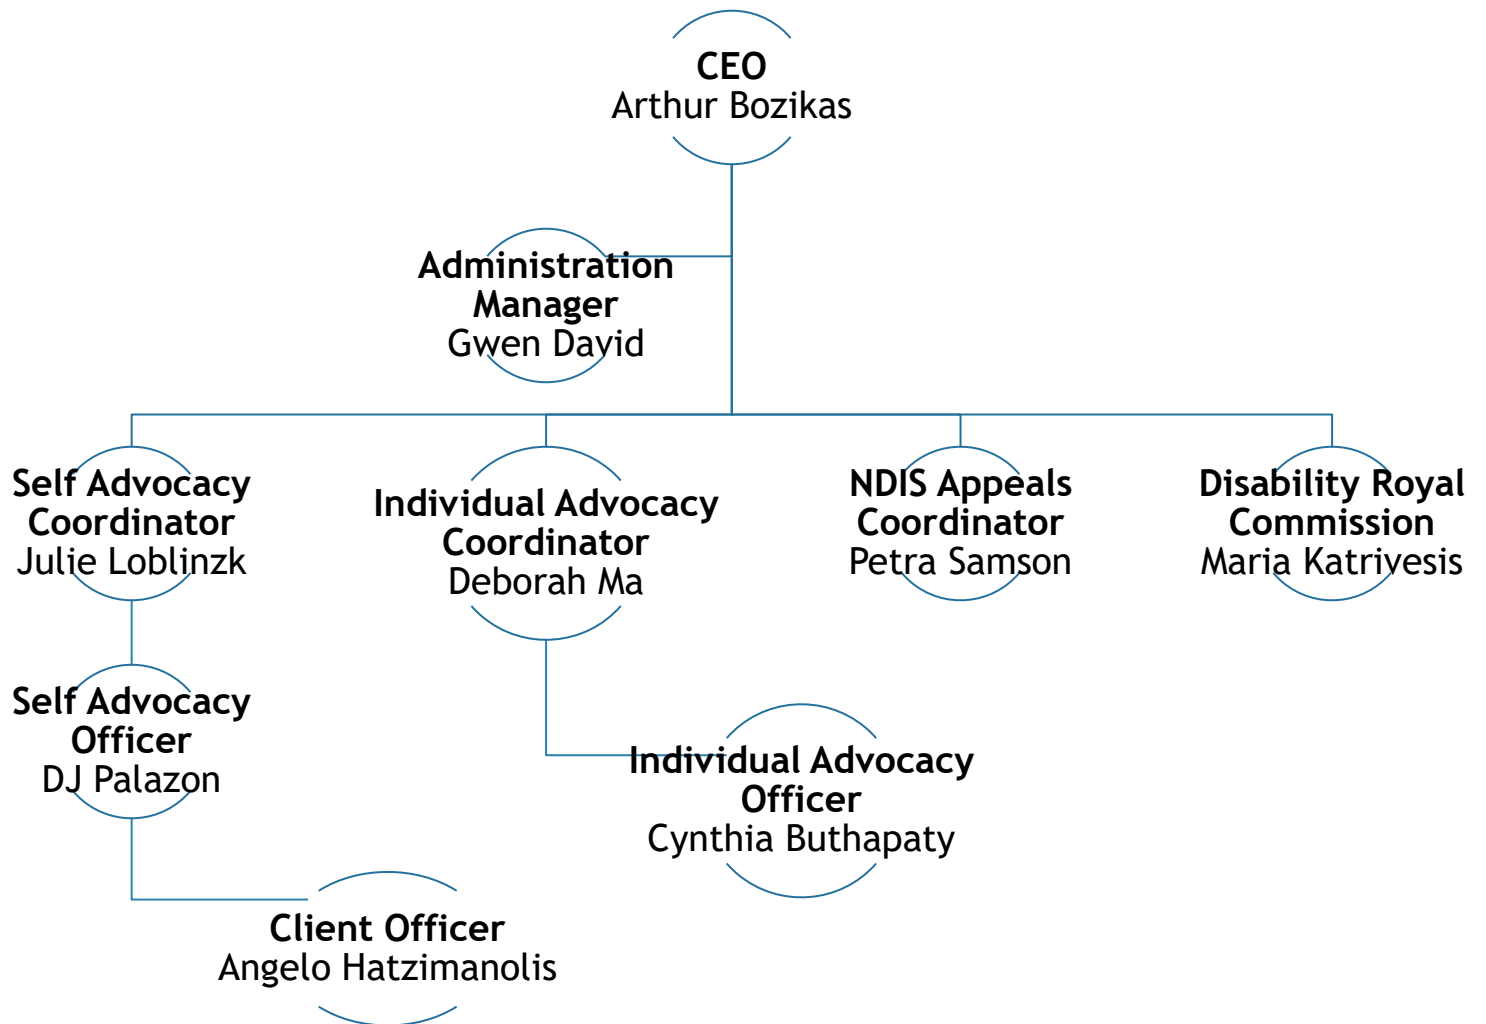 CEO
Arthur Bozikas
Administration
Manager
Gwen David
Self Advocacy
Coordinator
Julie Loblinzk
Individual Advocacy
Coordinator
Deborah Ma
NDIS Appeals
Coordinator
Petra Samson
Disability Royal
Commission
Maria Katrivesis
Self Advocacy
Officer
DJ Palazon
Individual Advocacy
Officer
Cynthia Buthapaty
Client Officer
Angelo Hatzimanolis